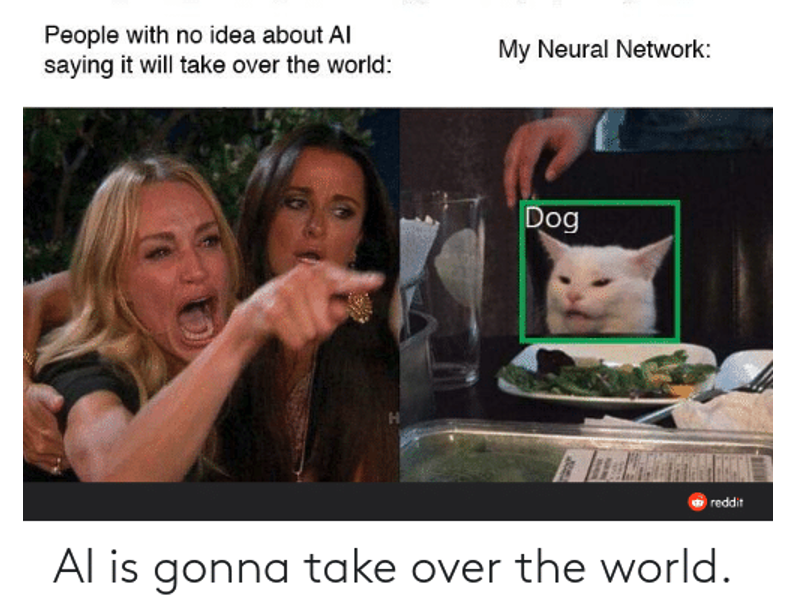 People with no idea about AI
saying it will take over the world:
My Neural Network:
Dog
reddit
AI is gonna take over the world.